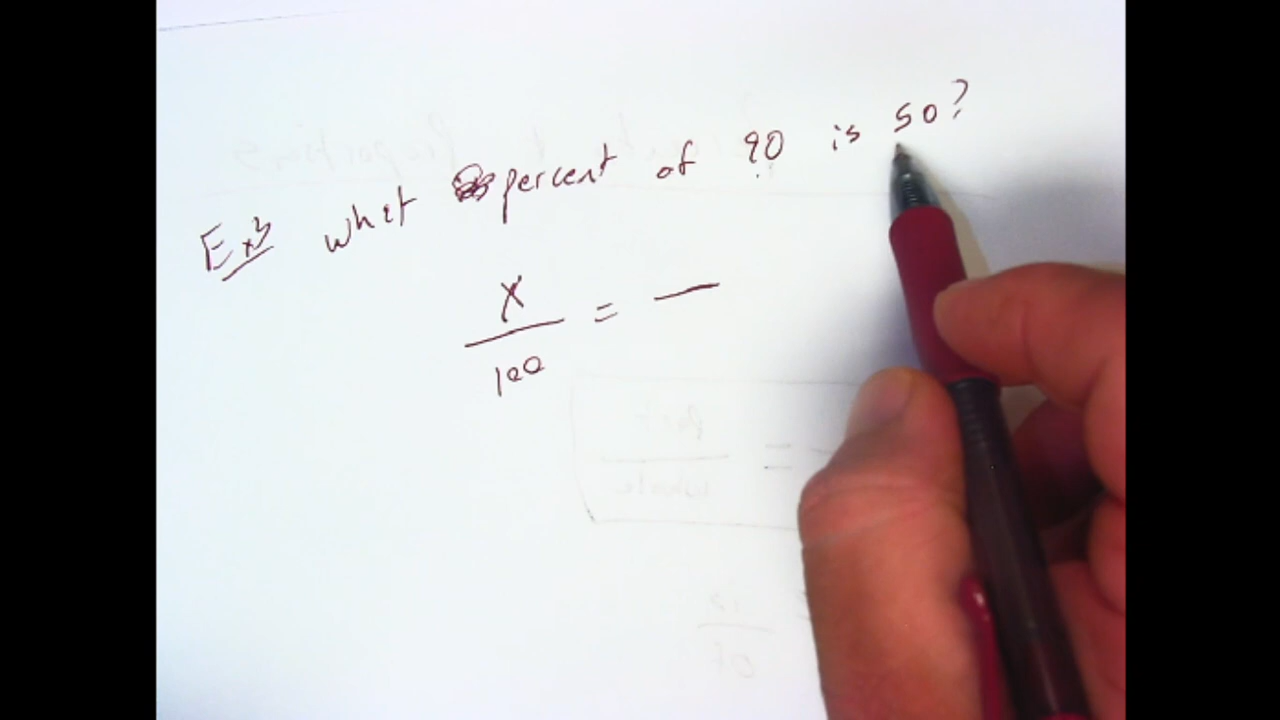 Ex3 what percent of 90 is 50?
X
100
=